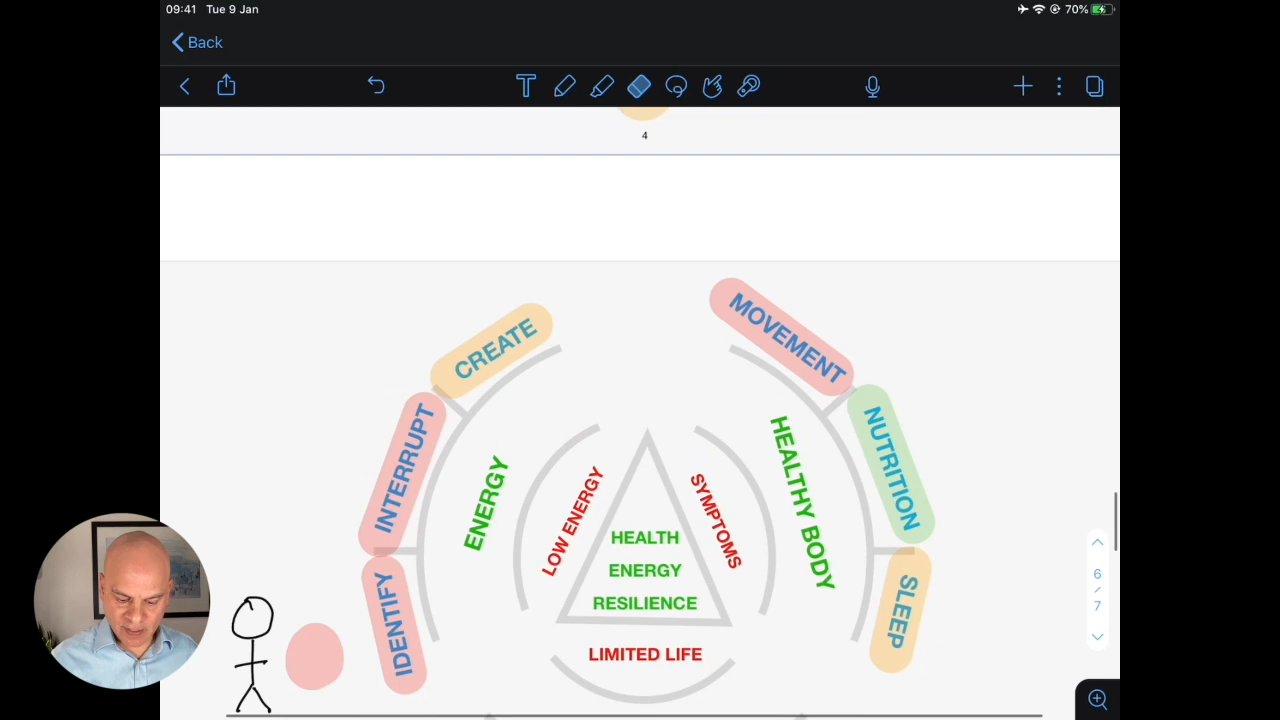 09:41 Tue 9 Jan
70%
Back
T
4
CREATE
MOVEMENT
INTERRUPT
NUTRITION
ENERGY
HEALTHY BODY
LOW ENERGY
SYMPTOMS
HEALTH
ENERGY
RESILIENCE
IDENTIFY
SLEEP
LIMITED LIFE
6
/
7